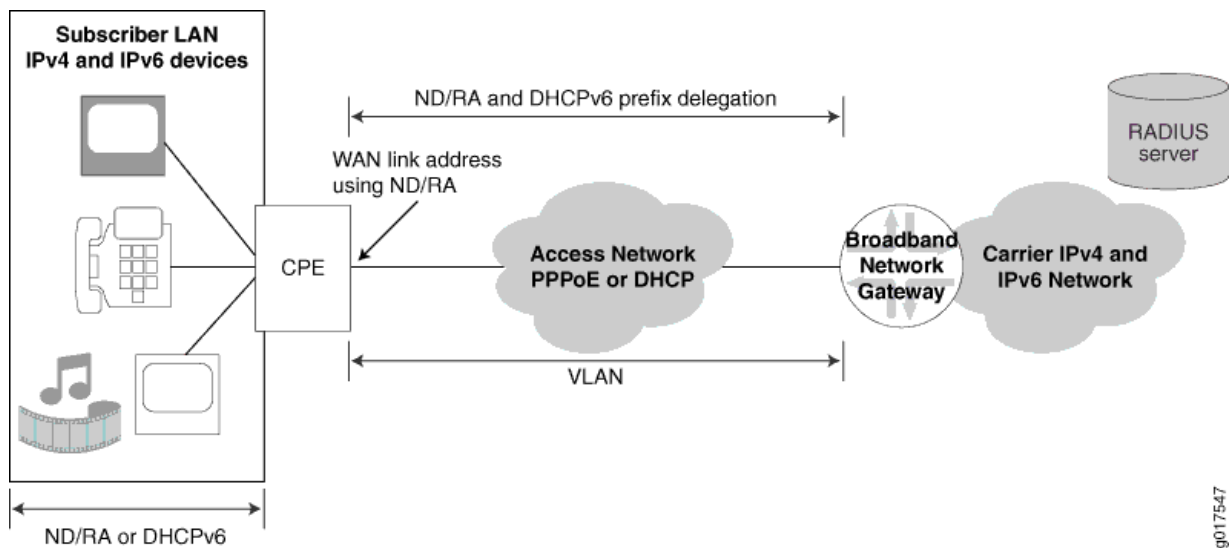 Subscriber LAN
IPv4 and IPv6 devices
ND/RA and DHCPv6 prefix delegation
RADIUS
server
WAN link address
using ND/RA
CPE
Access Network
PPPoE or DHCP
Broadband
Network
Gateway
Carrier IPv4 and
IPv6 Network
VLAN
ND/RA or DHCPv6
g017547